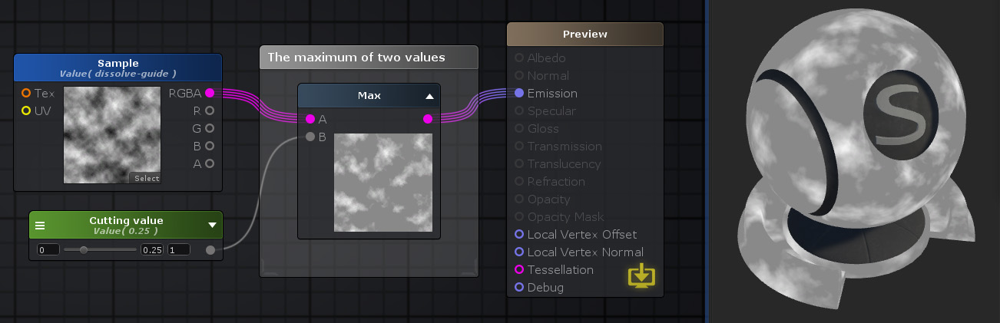 Sample
Value( dissolve-guide )
Tex
UV
RGBA
R
G
B
A
Select
Cutting value
Value( 0.25 )
0
0.25
1
The maximum of two values
Max
A
B
Preview
Albedo
Normal
Emission
Specular
Gloss
Transmission
Translucency
Refraction
Opacity
Opacity Mask
Local Vertex Offset
Local Vertex Normal
Tessellation
Debug
S